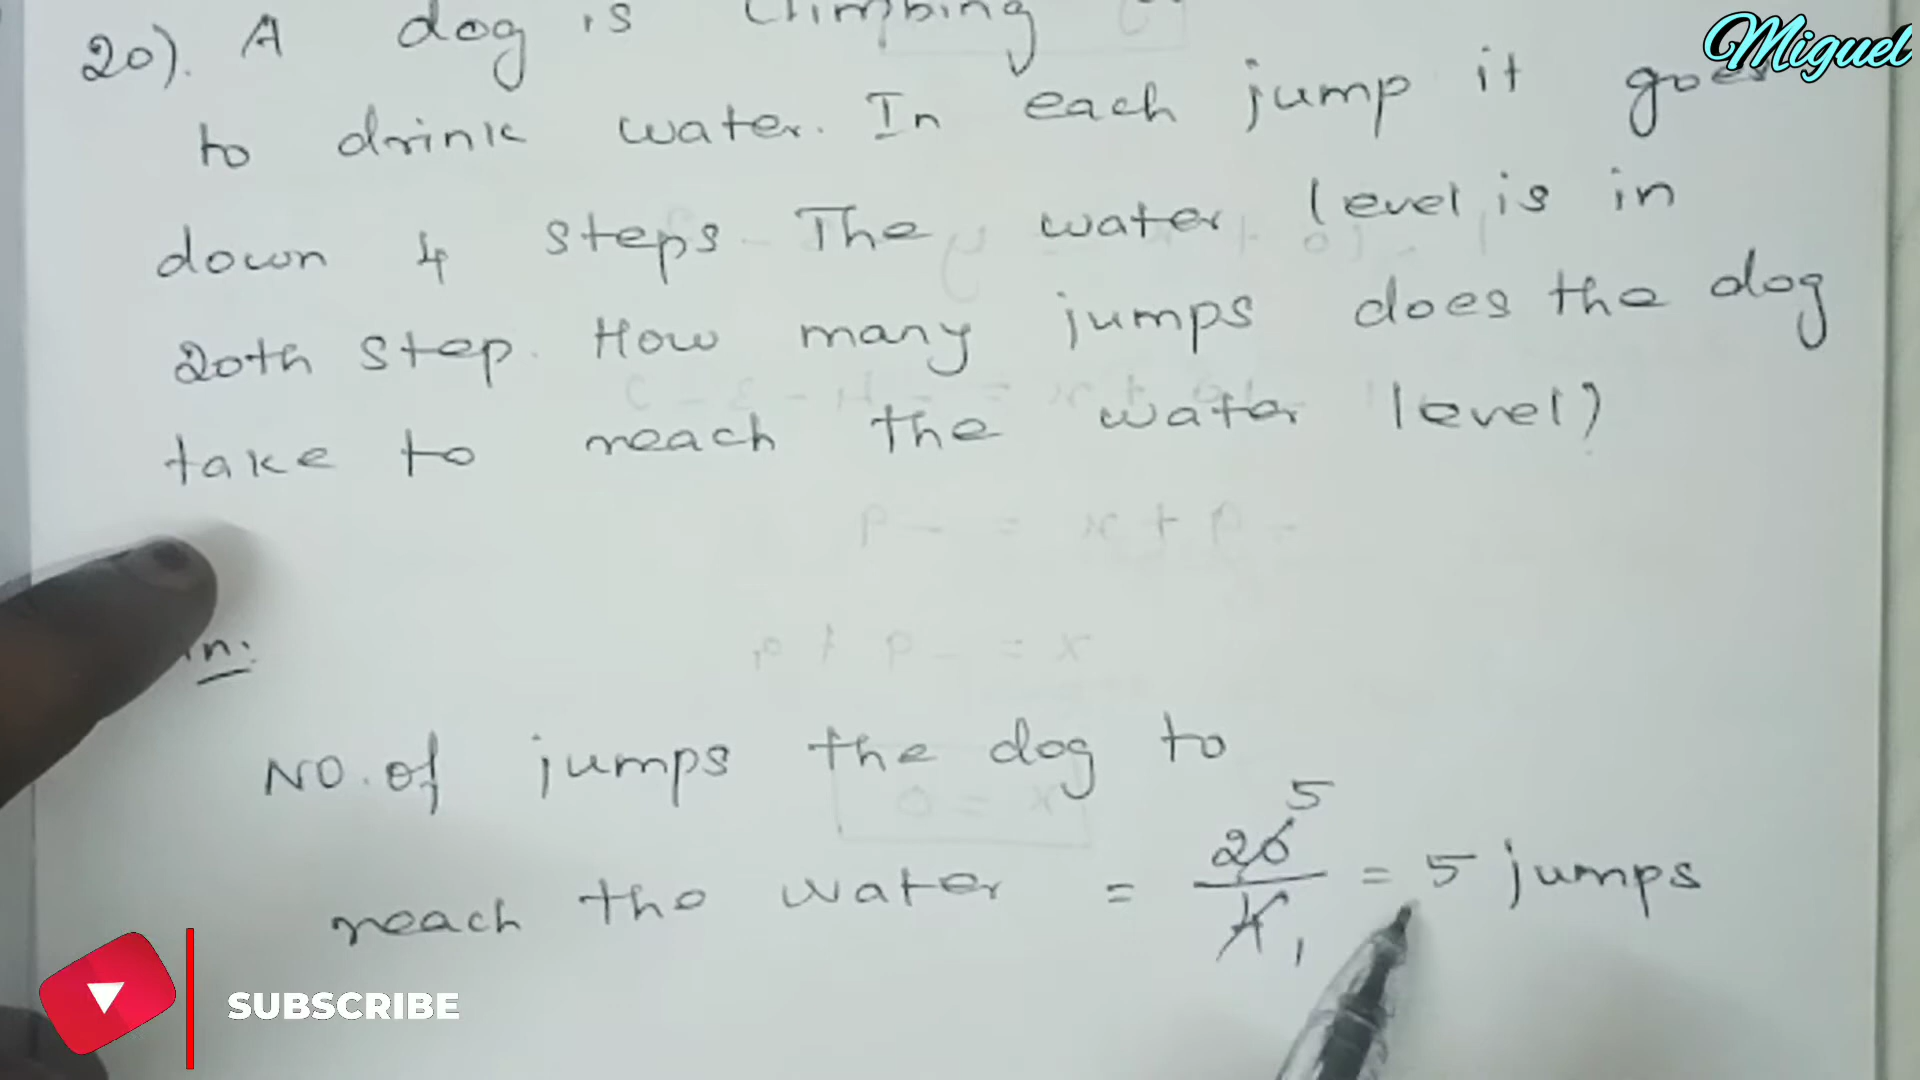 20). A dog is climbing
to drink water. In each jump it goes
down 4 steps. The water level is in
20th step. How many jumps does the dog
take to reach the water level?
n:
NO. of jumps the dog to
reach the water = 20/4 = 5 jumps
5
1
Miguel
SUBSCRIBE